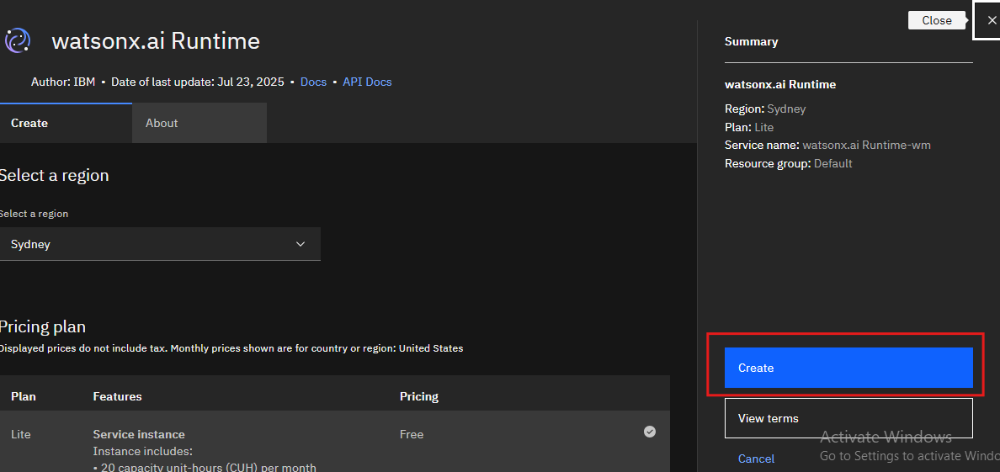 Close
watsonx.ai Runtime
Author: IBM • Date of last update: Jul 23, 2025 • Docs • API Docs
Create
About
Select a region
Select a region
Sydney
Pricing plan
Displayed prices do not include tax. Monthly prices shown are for country or region: United States
Plan Features Pricing
Lite Service instance Free
Instance includes:
• 20 capacity unit-hours (CUH) per month
Summary
watsonx.ai Runtime
Region: Sydney
Plan: Lite
Service name: watsonx.ai Runtime-wm
Resource group: Default
Create
View terms
Cancel
Activate Windows
Go to Settings to activate Windo